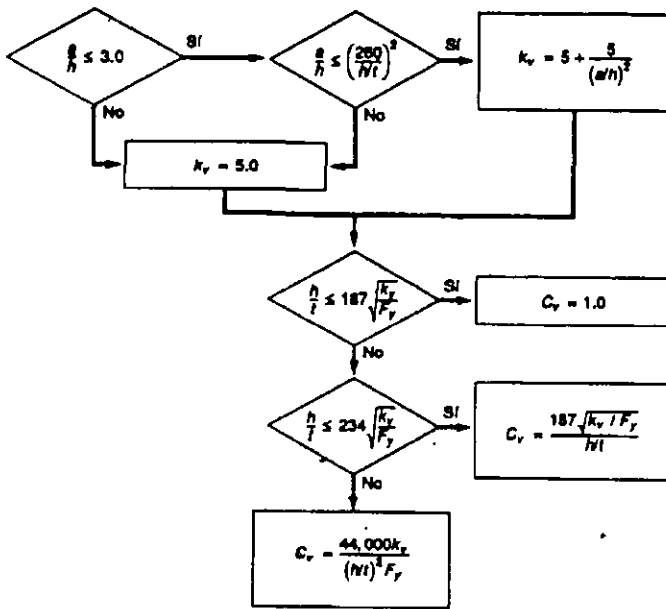 a/h ≤ 3.0
Sí
a/h ≤ (260/(h/t))²
Sí
k_v = 5 + 5/(a/h)²
No
No
k_v = 5.0
h/t ≤ 187√(k_v/F_y)
Sí
C_v = 1.0
No
h/t ≤ 234√(k_v/F_y)
Sí
C_v = 187√(k_v / F_y)/(h/t)
No
C_v = 44,000k_v/((h/t)² F_y)